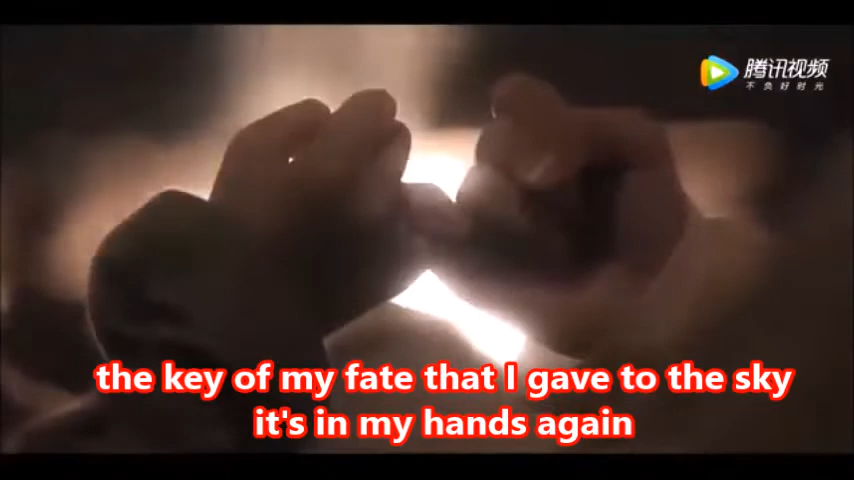 腾讯视频
不负好时光
the key of my fate that I gave to the sky
it's in my hands again